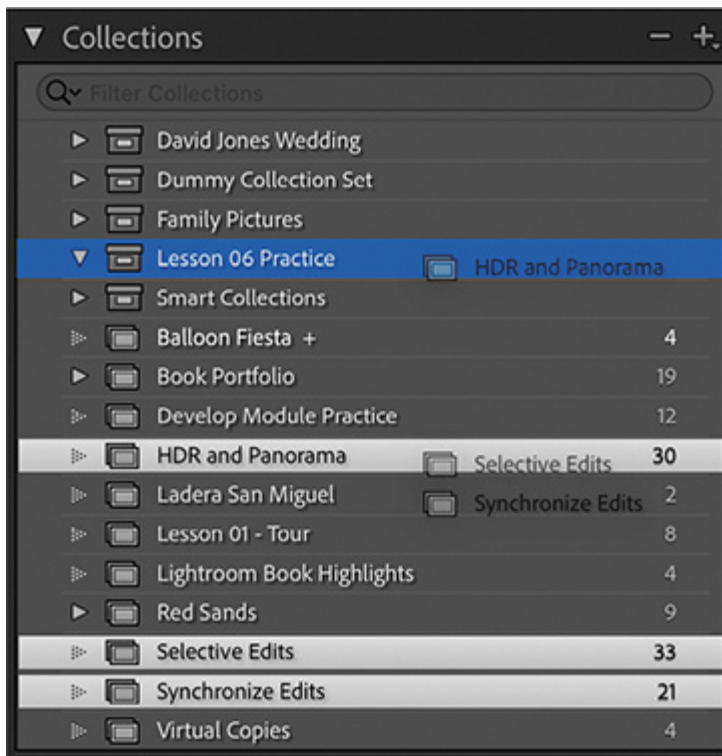 Collections
Filter Collections
David Jones Wedding
Dummy Collection Set
Family Pictures
Lesson 06 Practice HDR and Panorama
Smart Collections
Balloon Fiesta + 4
Book Portfolio 19
Develop Module Practice 12
HDR and Panorama Selective Edits 30
Ladera San Miguel Synchronize Edits 2
Lesson 01 - Tour 8
Lightroom Book Highlights 4
Red Sands 9
Selective Edits 33
Synchronize Edits 21
Virtual Copies 4